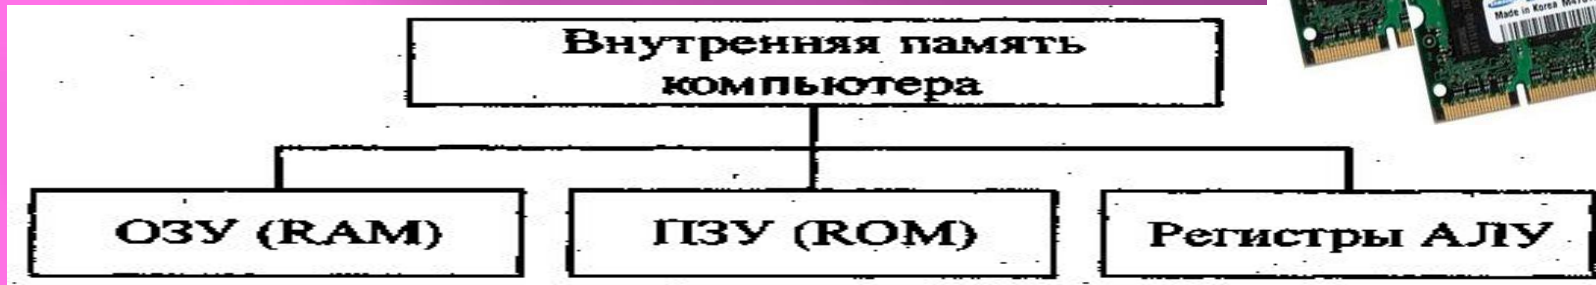 Внутренняя память
компьютера
ОЗУ (RAM)
ПЗУ (ROM)
Регистры АЛУ
Made in Korea